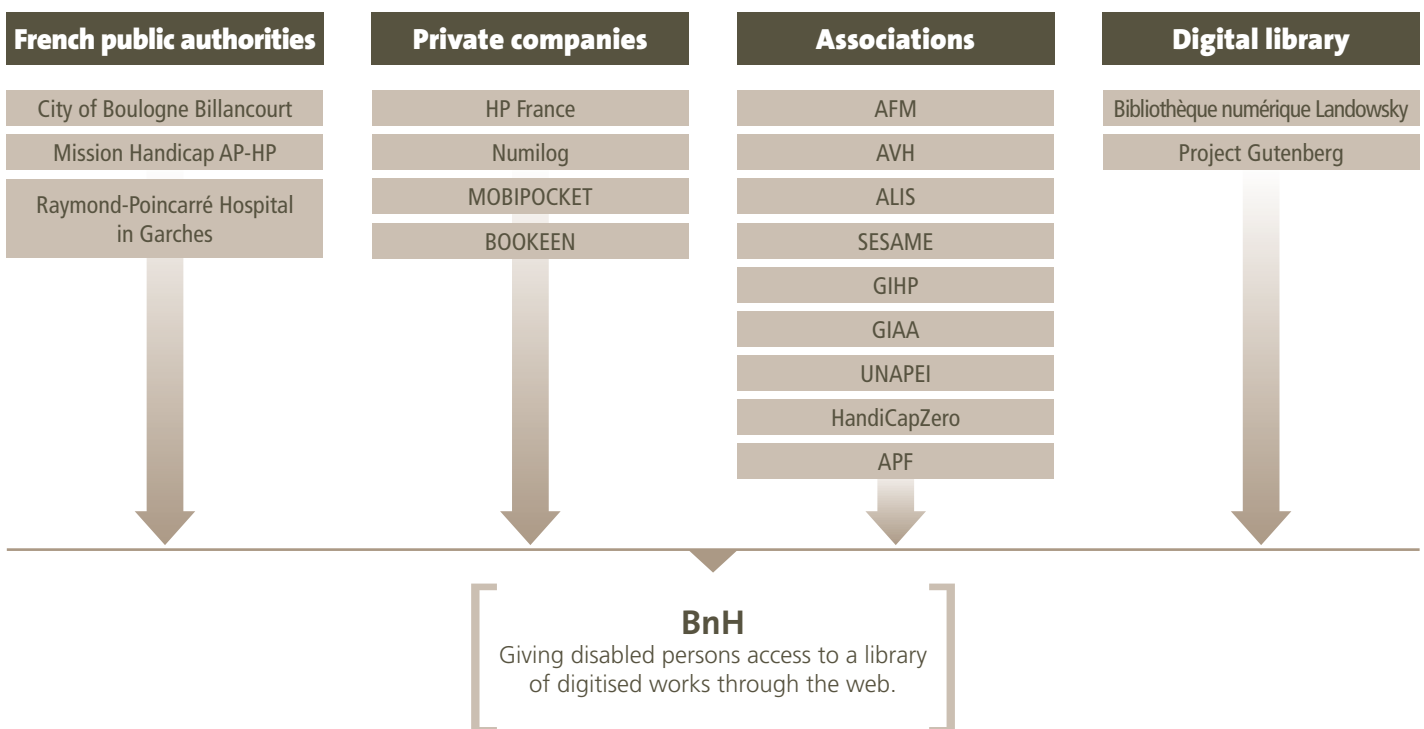 French public authorities
City of Boulogne Billancourt
Mission Handicap AP-HP
Raymond-Poincarré Hospital
in Garches
Private companies
HP France
Numilog
MOBIPOCKET
BOOKEEN
Associations
AFM
AVH
ALIS
SESAME
GIHP
GIAA
UNAPEI
HandiCapZero
APF
Digital library
Bibliothèque numérique Landowsky
Project Gutenberg
BnH
Giving disabled persons access to a library
of digitised works through the web.